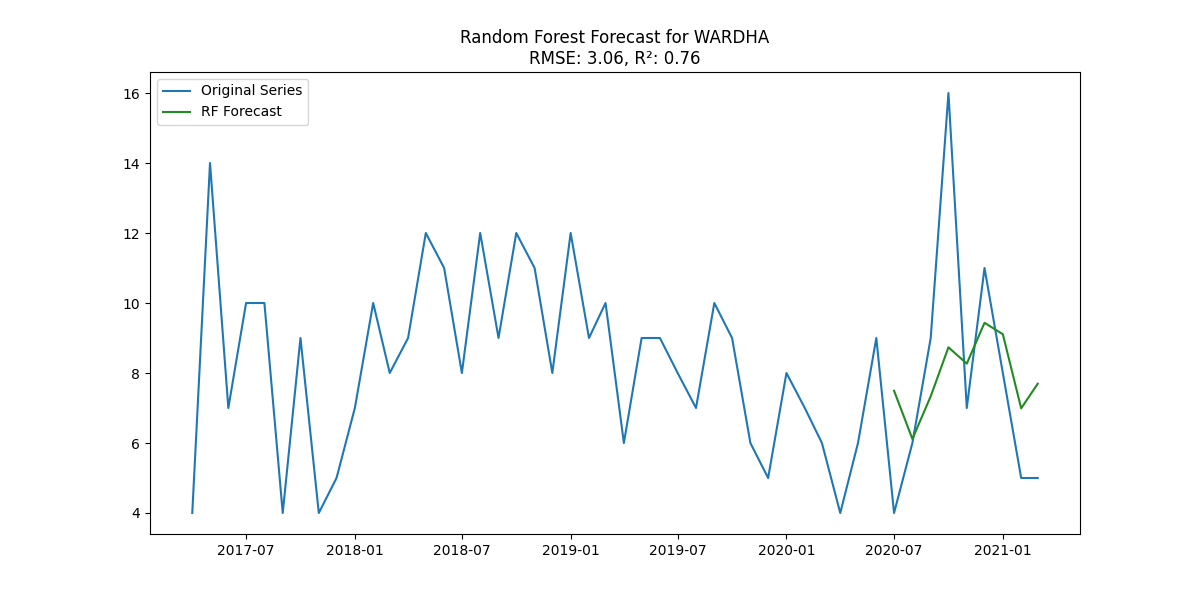 Random Forest Forecast for WARDHA
RMSE: 3.06, R²: 0.76
Original Series
RF Forecast
16
14
12
10
8
6
4
2017-07 2018-01 2018-07 2019-01 2019-07 2020-01 2020-07 2021-01